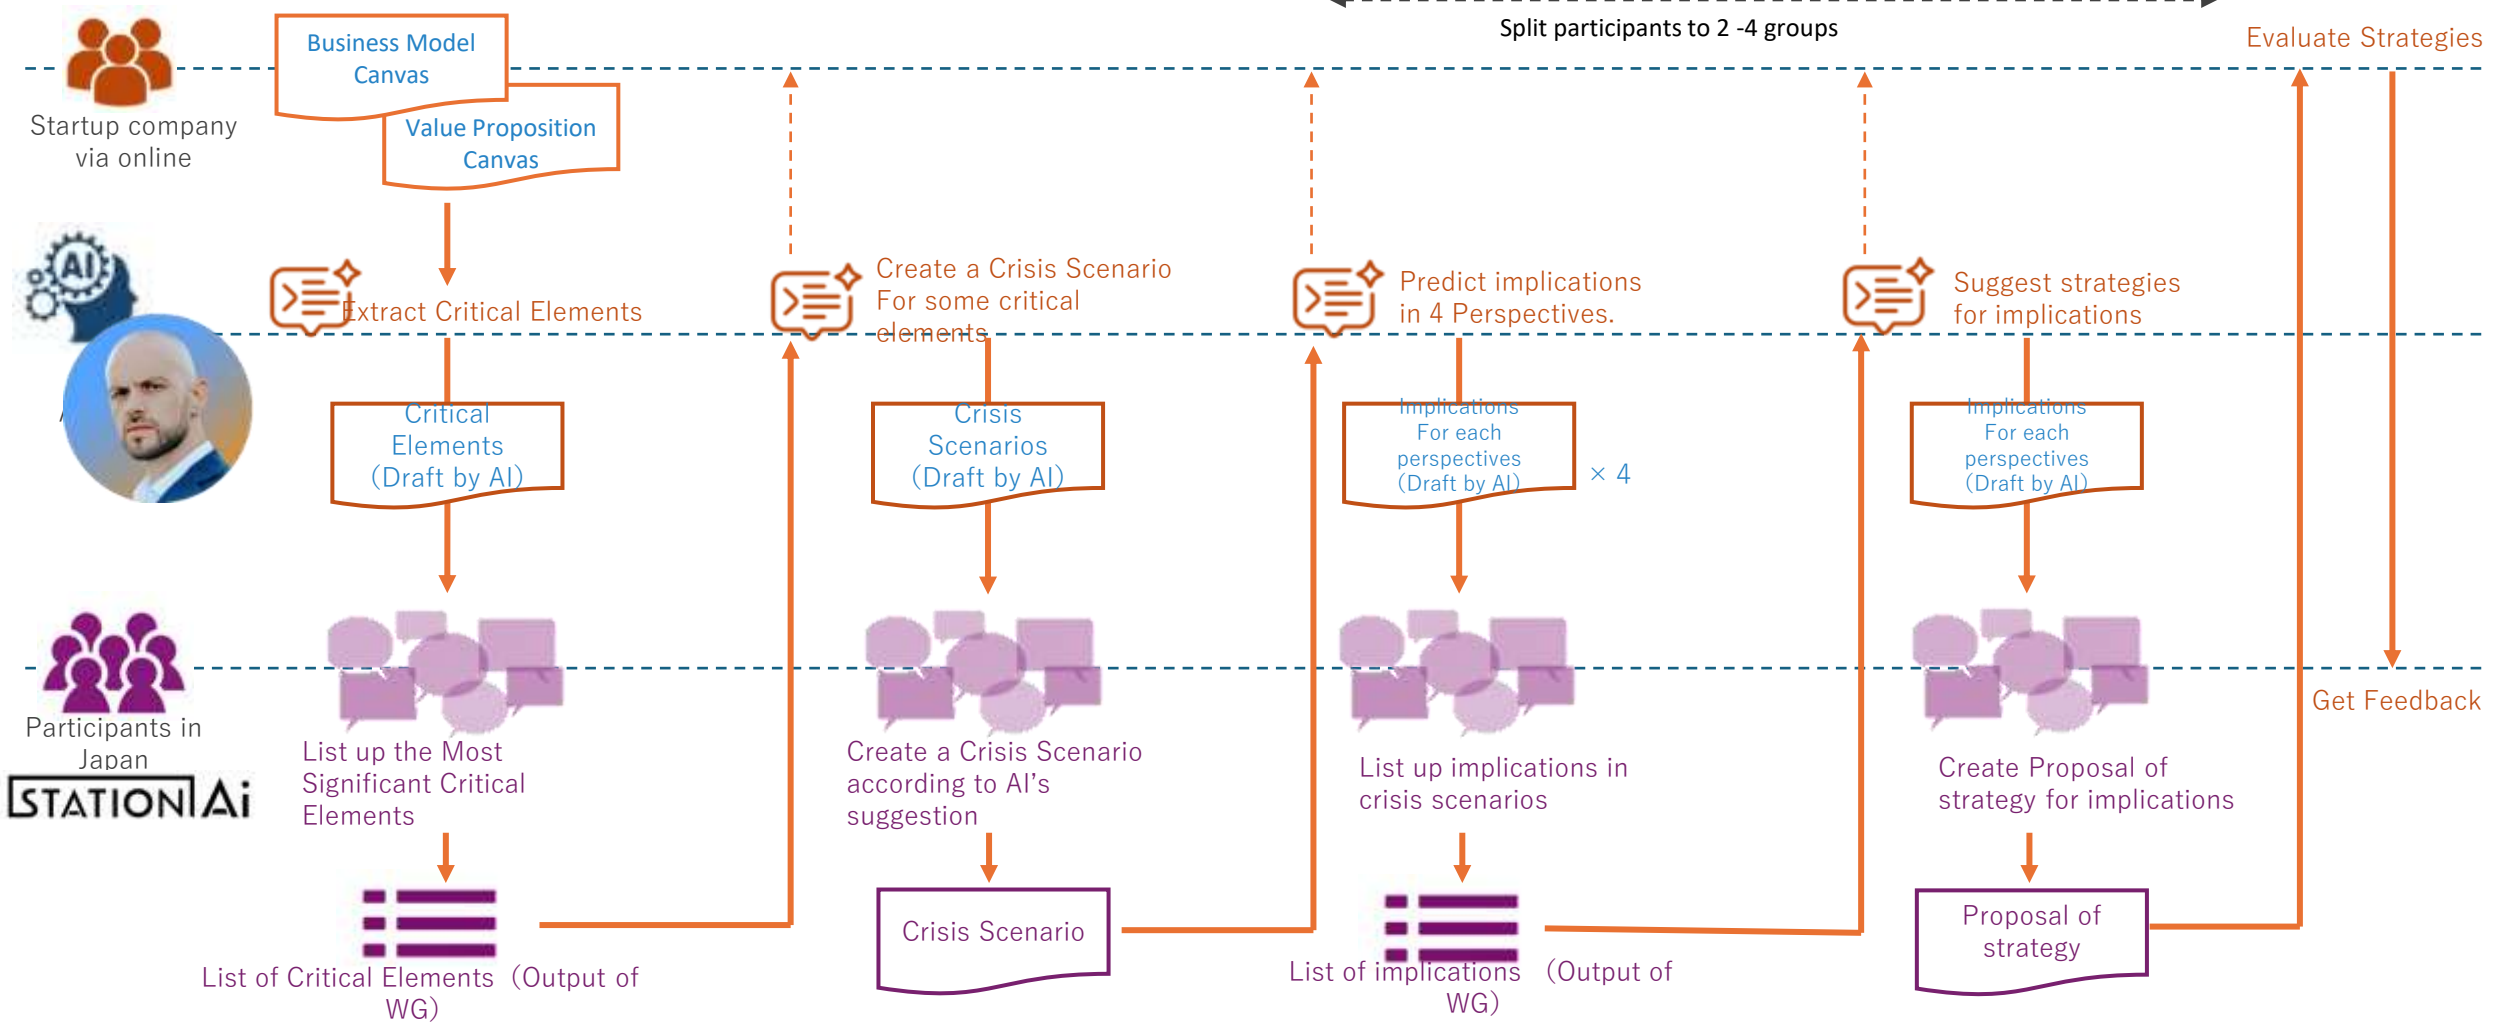 Split participants to 2 -4 groups
Evaluate Strategies
Business Model
Canvas
Value Proposition
Canvas
Startup company
via online
AI
Extract Critical Elements
Create a Crisis Scenario
For some critical
elements
Predict implications
in 4 Perspectives.
Suggest strategies
for implications
Critical
Elements
(Draft by AI)
Crisis
Scenarios
(Draft by AI)
Implications
For each
perspectives
(Draft by AI)
× 4
Implications
For each
perspectives
(Draft by AI)
Participants in
Japan
STATION Ai
List up the Most
Significant Critical
Elements
Create a Crisis Scenario
according to AI’s
suggestion
List up implications in
crisis scenarios
Create Proposal of
strategy for implications
Get Feedback
List of Critical Elements（Output of
WG）
Crisis Scenario
List of implications （Output of
WG）
Proposal of
strategy